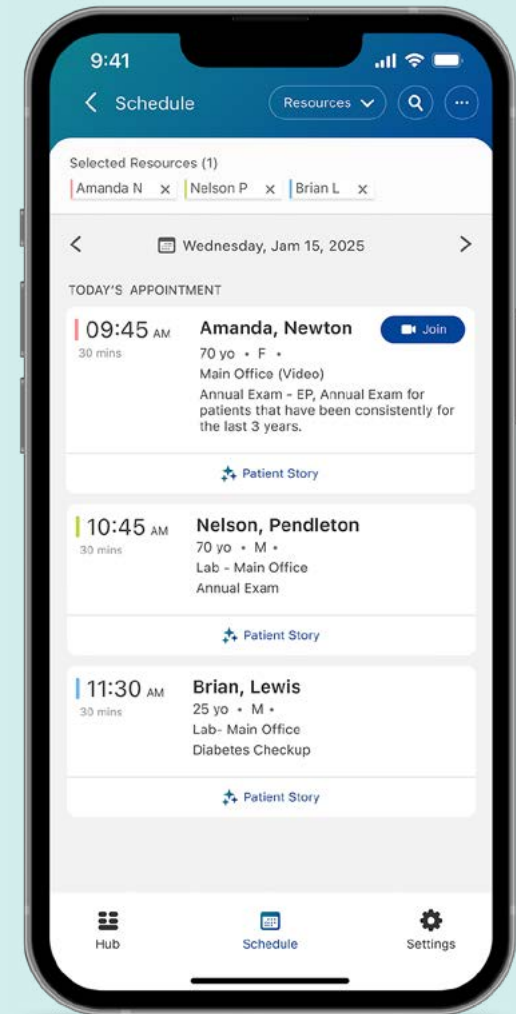 9:41
Schedule
Resources
Selected Resources (1)
Amanda N x Nelson P x Brian L x
Wednesday, Jam 15, 2025
TODAY'S APPOINTMENT
09:45 AM Amanda, Newton Join
30 mins 70 yo • F •
Main Office (Video)
Annual Exam - EP, Annual Exam for
patients that have been consistently for
the last 3 years.
Patient Story
10:45 AM Nelson, Pendleton
30 mins 70 yo • M •
Lab - Main Office
Annual Exam
Patient Story
11:30 AM Brian, Lewis
30 mins 25 yo • M •
Lab- Main Office
Diabetes Checkup
Patient Story
Hub Schedule Settings